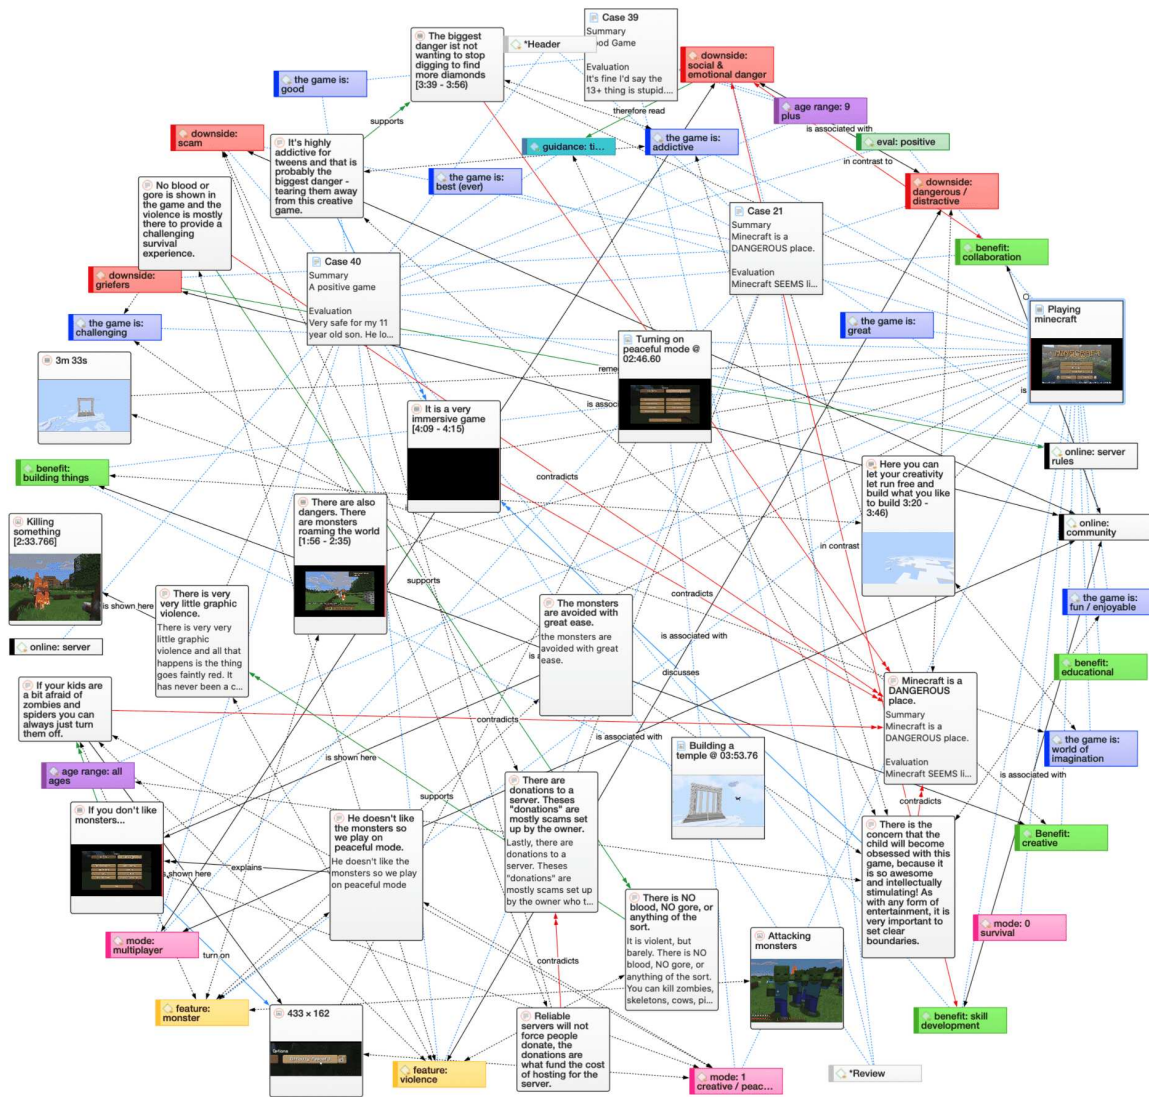 Case 39
Summary
ood Game
Evaluation
It's fine I'd say the
13+ thing is stupid....
*Header
The biggest
danger ist not
wanting to stop
digging to find
more diamonds
[3:39 - 3:56)
downside:
social &
emotional danger
the game is:
good
age range: 9
plus
therefore read
supports
is associated with
downside:
scam
It's highly
addictive for
tweens and that is
probably the
biggest danger -
tearing them away
from this creative
game.
guidance: ti...
the game is:
addictive
eval: positive
in contrast to
the game is:
best (ever)
downside:
dangerous /
distractive
No blood or
gore is shown in
the game and the
violence is mostly
there to provide a
challenging
survival
experience.
Case 21
Summary
Minecraft is a
DANGEROUS place.
Evaluation
Minecraft SEEMS li...
benefit:
collaboration
Case 40
Summary
A positive game
Evaluation
Very safe for my 11
year old son. He lo...
downside:
griefers
the game is:
challenging
the game is:
great
Playing
minecraft
Turning on
peaceful mode @
02:46.60
3m 33s
reme
is
is assoc
It is a very
immersive game
[4:09 - 4:15)
online: server
rules
Here you can
let your creativity
let run free and
build what you like
to build 3:20 -
3:46)
benefit:
building things
contradicts
There are also
dangers. There are
monsters
roaming the world
[1:56 - 2:35)
online:
community
Killing
something
[2:33.766]
in contrast
supports
There is very
very little graphic
violence.
There is very very
little graphic
violence and all that
happens is the thing
goes faintly red. It
has never been a c...
contradicts
The monsters
are avoided with
great ease.
the monsters are
avoided with great
ease.
the game is:
fun / enjoyable
is shown here
online: server
is associated with
is a
discusses
benefit:
educational
If your kids are
a bit afraid of
zombies and
spiders you can
always just turn
them off.
Minecraft is a
DANGEROUS
place.
Summary
Minecraft is a
DANGEROUS place.
Evaluation
Minecraft SEEMS li...
contradicts
is associated with
the game is:
world of
imagination
Building a
temple @ 03:53.76
is shown here
age range: all
ages
is associated with
There are
donations to a
server. Theses
"donations" are
mostly scams set
up by the owner.
Lastly, there are
donations to a
server. Theses
"donations" are
mostly scams set up
by the owner who t...
If you don't like
monsters...
supports
contradicts
He doesn't like
the monsters so
we play on
peaceful mode.
He doesn't like the
monsters so we play
on peaceful mode
There is the
concern that the
child will become
obsessed with this
game, because it
is so awesome
and intellectually
stimulating! As
with any form of
entertainment, it is
very important to
set clear
boundaries.
Benefit:
creative
explains
shown here
There is NO
blood, NO gore, or
anything of the
sort.
It is violent, but
barely. There is NO
blood, NO gore, or
anything of the sort.
You can kill zombies,
skeletons, cows, pi...
mode: 0
survival
mode:
multiplayer
Attacking
monsters
turn on
contradicts
feature:
monster
433 × 162
Reliable
servers will not
force people
donate, the
donations are
what fund the cost
of hosting for the
server.
benefit: skill
development
feature:
violence
mode: 1
creative / peac...
*Review